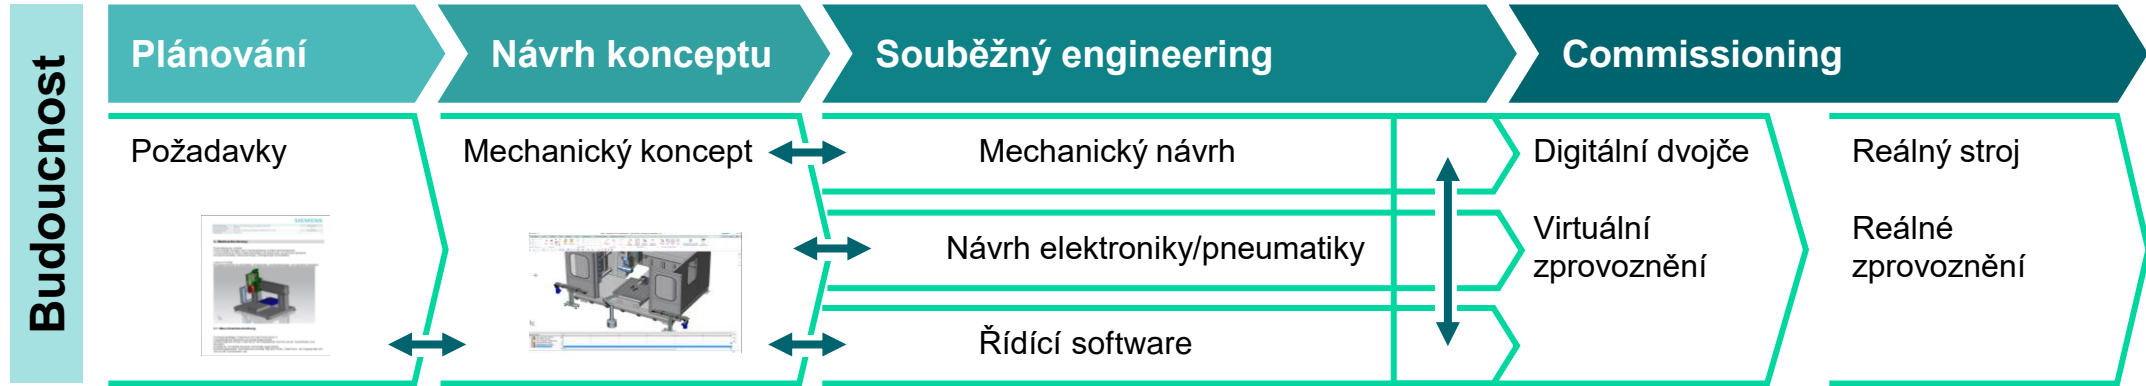 Budoucnost
Plánování
Návrh konceptu
Souběžný engineering
Commissioning
Požadavky
Mechanický koncept
Mechanický návrh
Návrh elektroniky/pneumatiky
Řídící software
Digitální dvojče
Virtuální
zprovoznění
Reálný stroj
Reálné
zprovoznění
SIEMENS